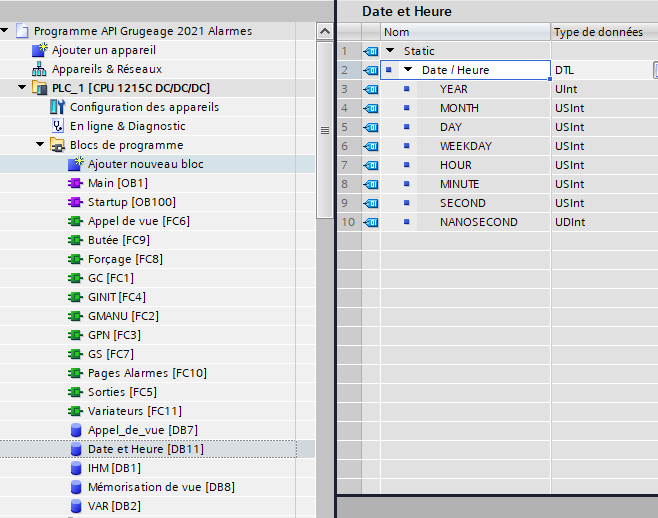 Programme API Grugeage 2021 Alarmes
Ajouter un appareil
Appareils & Réseaux
PLC_1 [CPU 1215C DC/DC/DC]
Configuration des appareils
En ligne & Diagnostic
Blocs de programme
Ajouter nouveau bloc
Main [OB1]
Startup [OB100]
Appel de vue [FC6]
Butée [FC9]
Forçage [FC8]
GC [FC1]
GINIT [FC4]
GMANU [FC2]
GPN [FC3]
GS [FC7]
Pages Alarmes [FC10]
Sorties [FC5]
Variateurs [FC11]
Appel_de_vue [DB7]
Date et Heure [DB11]
IHM [DB1]
Mémorisation de vue [DB8]
VAR [DB2]
Date et Heure
Nom Type de données
1 Static
2 Date / Heure DTL
3 YEAR UInt
4 MONTH USInt
5 DAY USInt
6 WEEKDAY USInt
7 HOUR USInt
8 MINUTE USInt
9 SECOND USInt
10 NANOSECOND UDInt